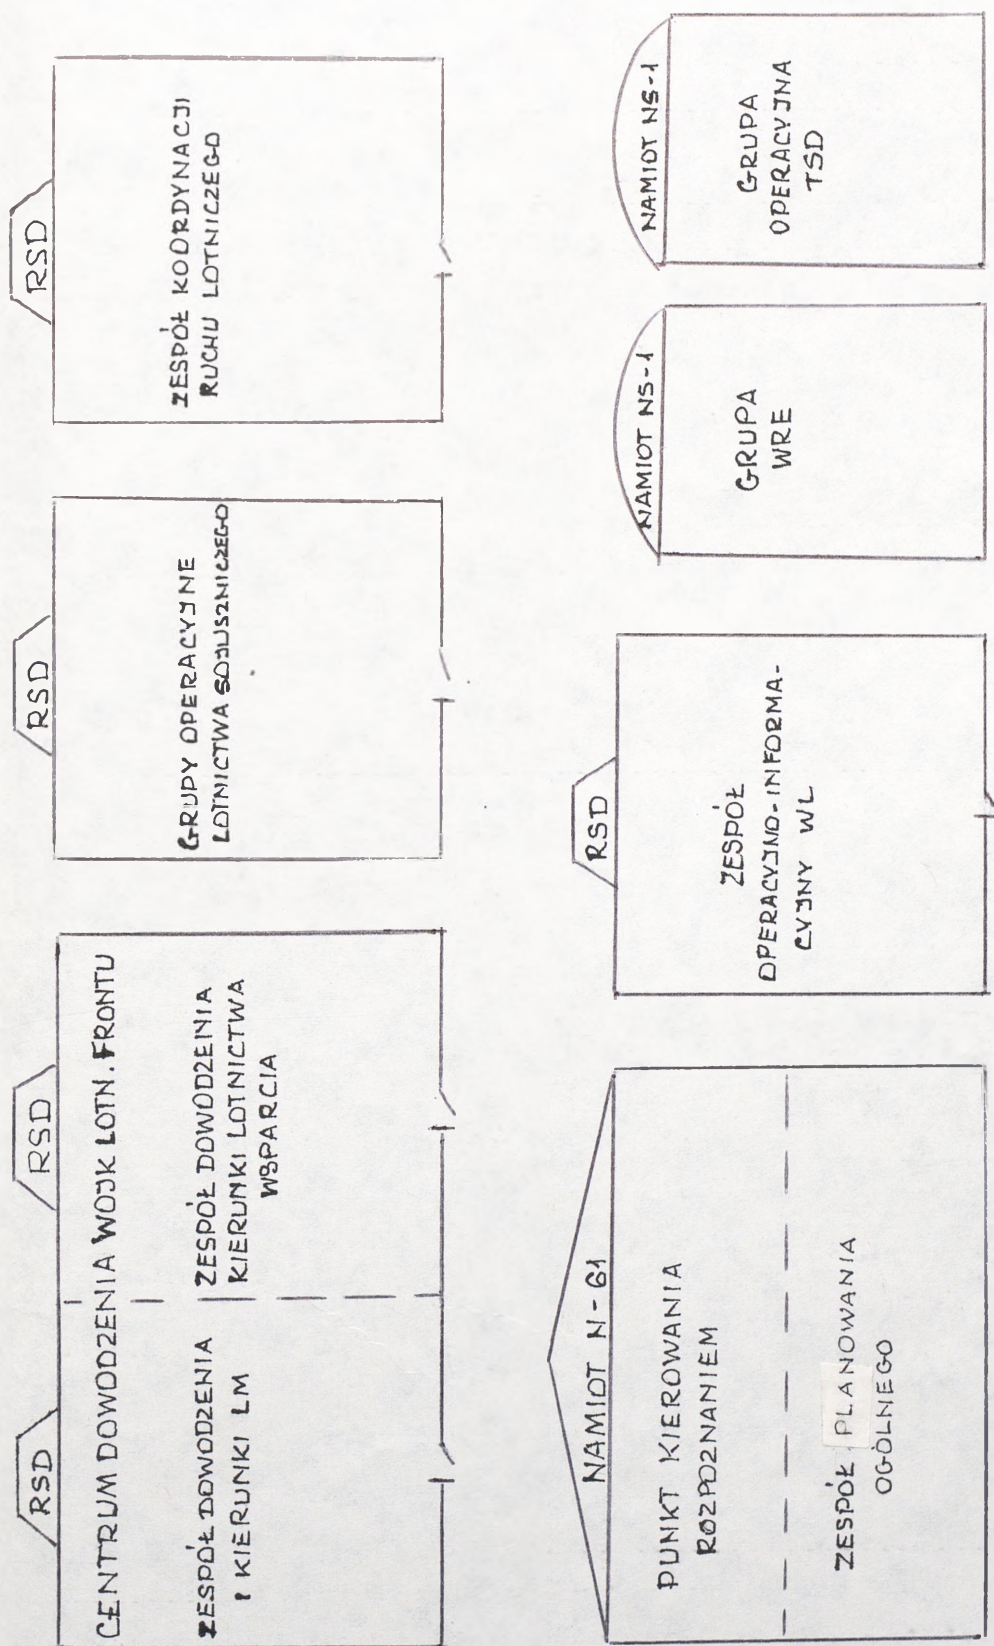 RSD
RSD
CENTRUM DOWODZENIA WOJK LOTN. FRONTU
ZESPÓŁ DOWODZENIA
I KIERUNKI LM
ZESPÓŁ DOWODZENIA
KIERUNKI LOTNICTWA
WSPARCIA
RSD
GRUPY OPERACYJNE
LOTNICTWA SOJUSZNICZEGO
RSD
ZESPÓŁ KOORDYNACJI
RUCHU LOTNICZEGO
NAMIOT N-61
PUNKT KIEROWANIA
ROZPOZNANIEM
ZESPÓŁ PLANOWANIA
OGÓLNEGO
RSD
ZESPÓŁ
OPERACYJNO-INFORMA-
CYJNY WL
NAMIOT NS-1
GRUPA
WRE
NAMIOT NS-1
GRUPA
OPERACYJNA
TSD